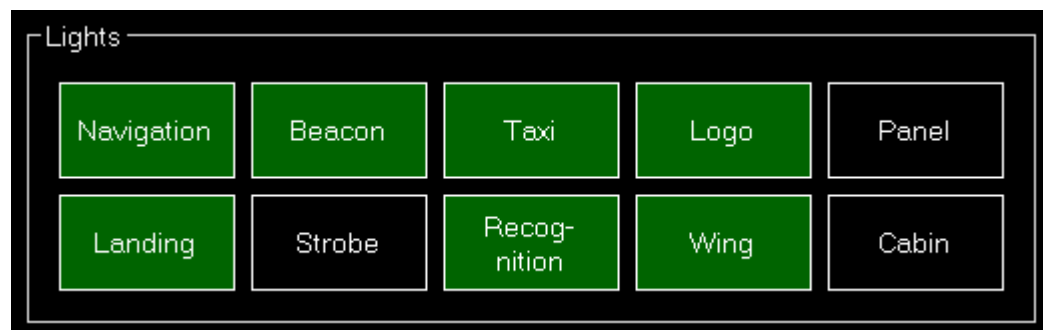 Lights
Navigation
Beacon
Taxi
Logo
Panel
Landing
Strobe
Recog-
nition
Wing
Cabin